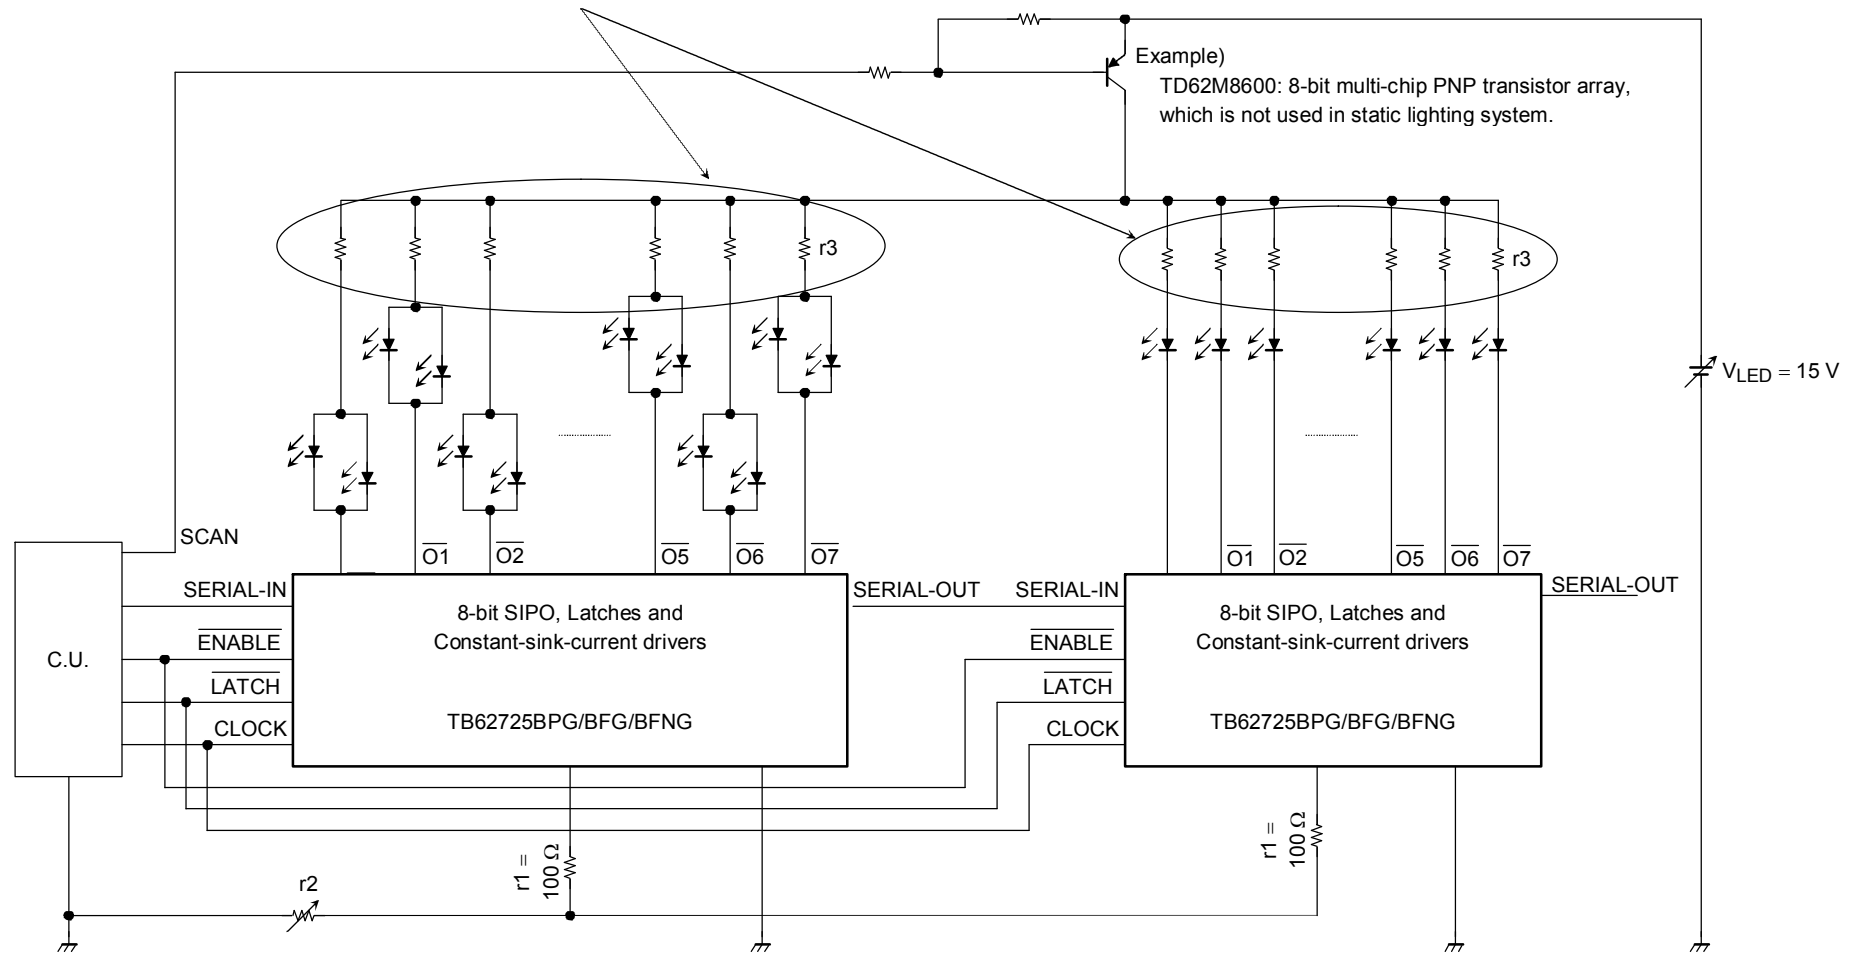 Example)
TD62M8600: 8-bit multi-chip PNP transistor array,
which is not used in static lighting system.
r3
r3
VLED = 15 V
SCAN
O1
O2
O5
O6
O7
O1
O2
O5
O6
O7
C.U.
SERIAL-IN
ENABLE
LATCH
CLOCK
8-bit SIPO, Latches and
Constant-sink-current drivers
TB62725BPG/BFG/BFNG
SERIAL-OUT
SERIAL-IN
ENABLE
LATCH
CLOCK
8-bit SIPO, Latches and
Constant-sink-current drivers
TB62725BPG/BFG/BFNG
SERIAL-OUT
r1 =
100 Ω
r1 =
100 Ω
r2